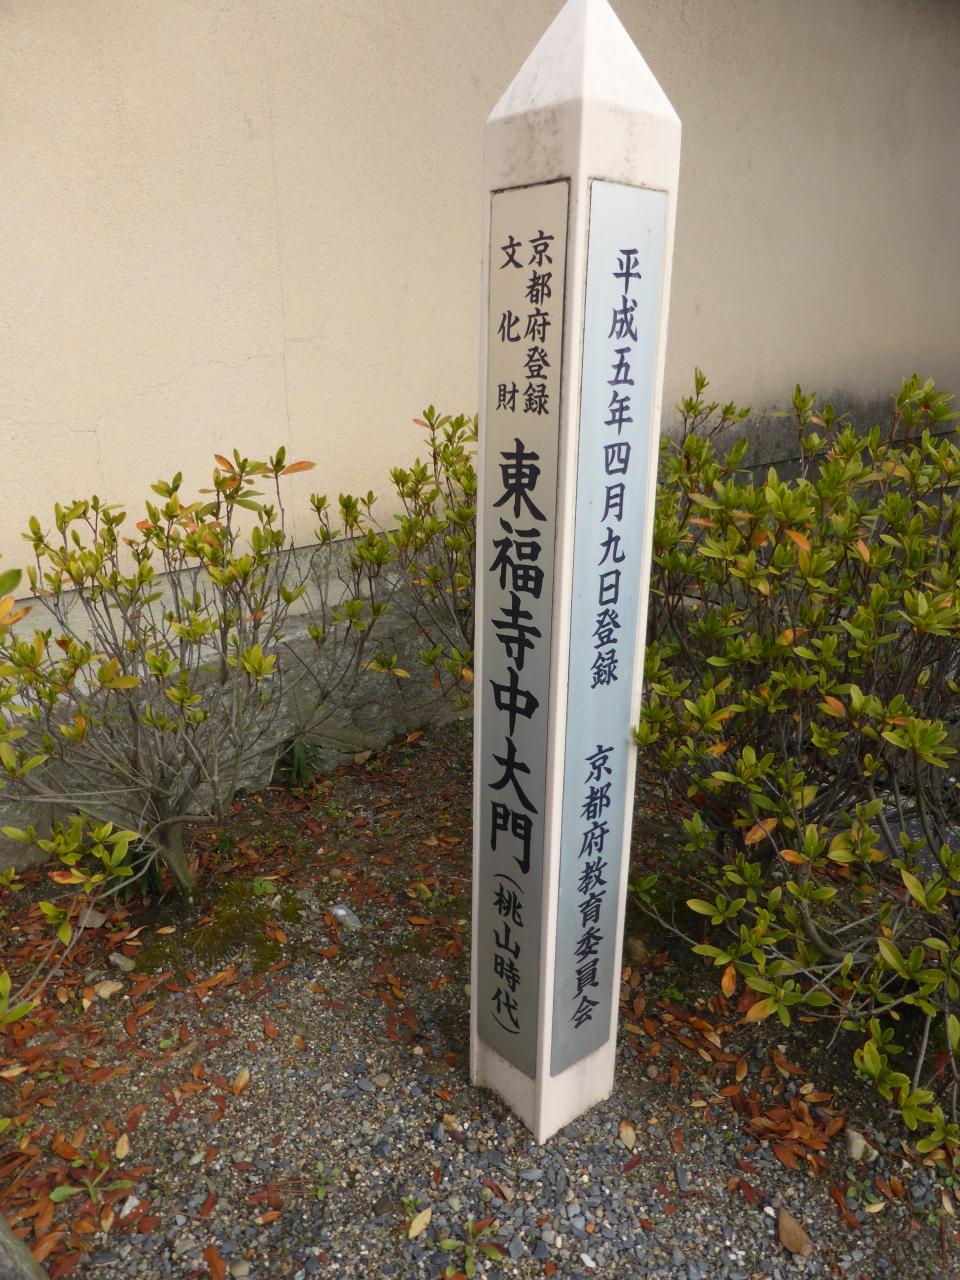 京都府登録
文化財
東福寺中大門（桃山時代）
平成五年四月九日登録 京都府教育委員会